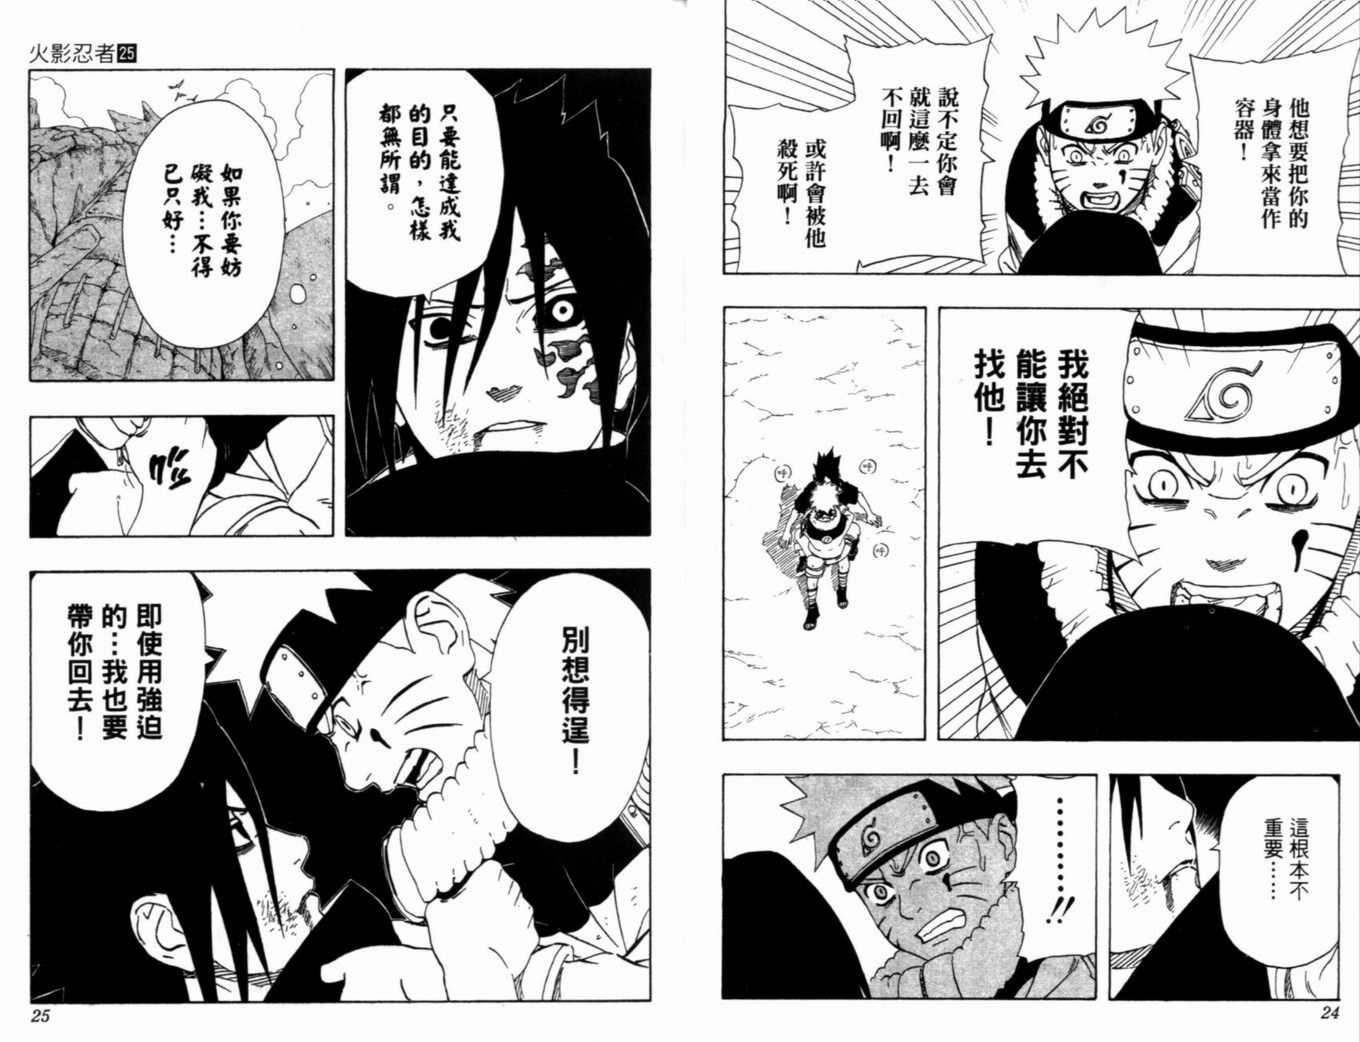 他想要把你的
身體拿來當作
容器！
說不定你會
就這麼一去
不回啊！
或許會被他
殺死啊！
我絕對不
能讓你去
找他！
呼
呼
呼
這根本不
重要……
………!!
24
火影忍者25
只要能達成我
的目的，怎樣
都無所謂。
如果你要妨
礙我…不得
已只好…
グッ
別想得逞！
即使用強迫
的…我也要
帶你回去！
25